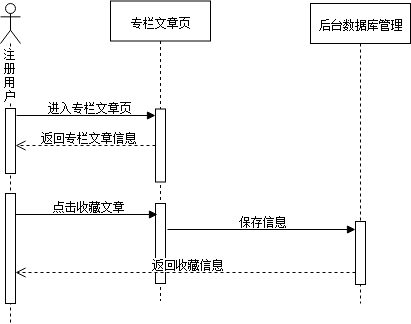 专栏文章页
后台数据库管理
注册用户
进入专栏文章页
返回专栏文章信息
点击收藏文章
保存信息
返回收藏信息